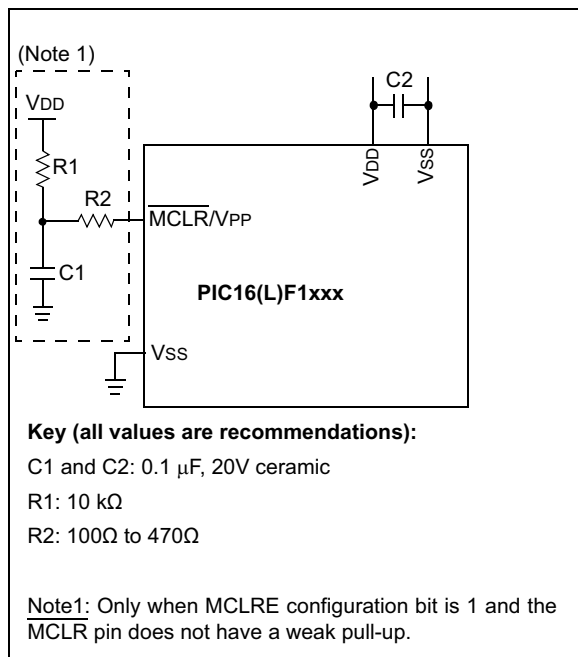 (Note 1)
C2
VDD
R1
R2
VDD
VSS
MCLR/VPP
C1
PIC16(L)F1xxx
VSS
Key (all values are recommendations):
C1 and C2: 0.1 μF, 20V ceramic
R1: 10 kΩ
R2: 100Ω to 470Ω
Note1: Only when MCLRE configuration bit is 1 and the
MCLR pin does not have a weak pull-up.